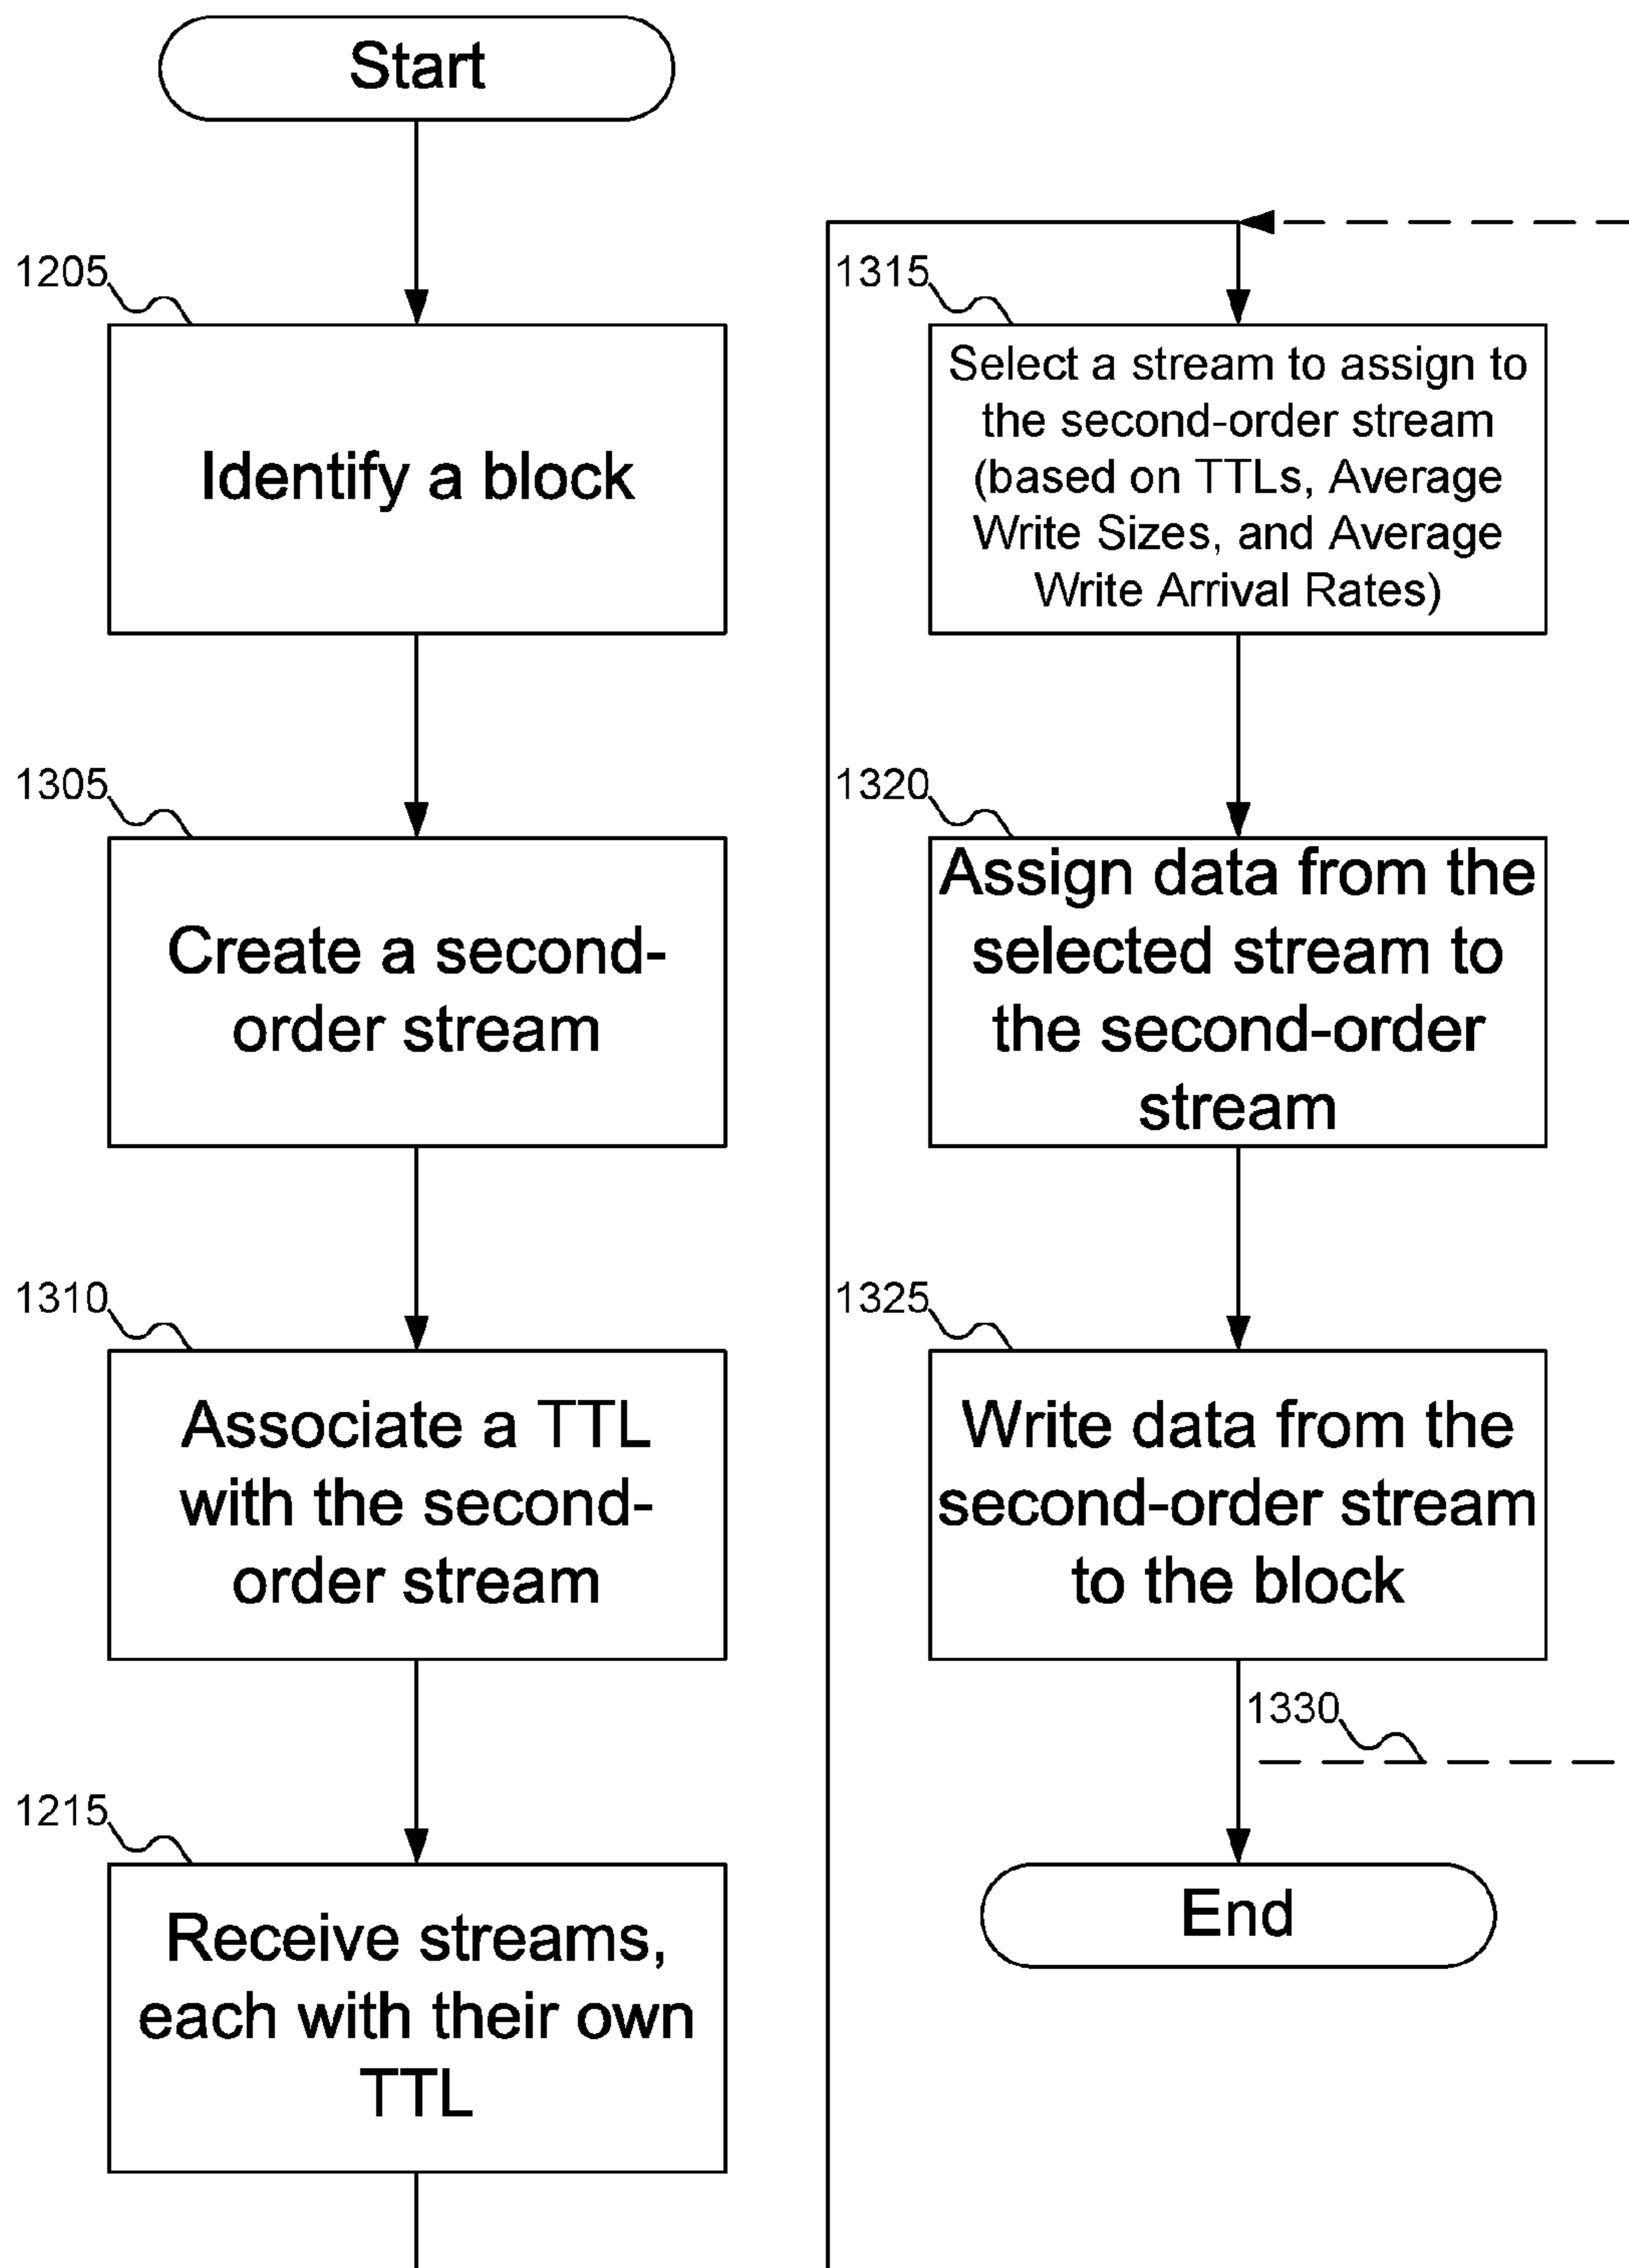 Start
1205
Identify a block
1305
Create a second-
order stream
1310
Associate a TTL
with the second-
order stream
1215
Receive streams,
each with their own
TTL
1315
Select a stream to assign to
the second-order stream
(based on TTLs, Average
Write Sizes, and Average
Write Arrival Rates)
1320
Assign data from the
selected stream to
the second-order
stream
1325
Write data from the
second-order stream
to the block
1330
End